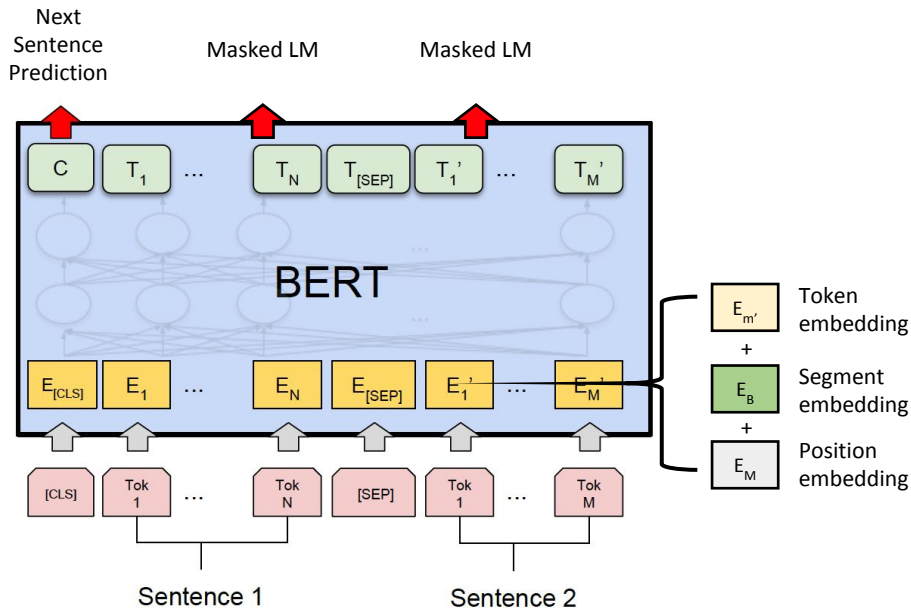 Next
Sentence
Prediction
Masked LM
Masked LM
C
T1
...
TN
T[SEP]
T1'
...
TM'
...
BERT
...
E[CLS]
E1
...
EN
E[SEP]
E1'
...
EM'
[CLS]
Tok
1
...
Tok
N
[SEP]
Tok
1
...
Tok
M
Sentence 1
Sentence 2
Em'
Token
embedding
+
EB
Segment
embedding
+
EM
Position
embedding